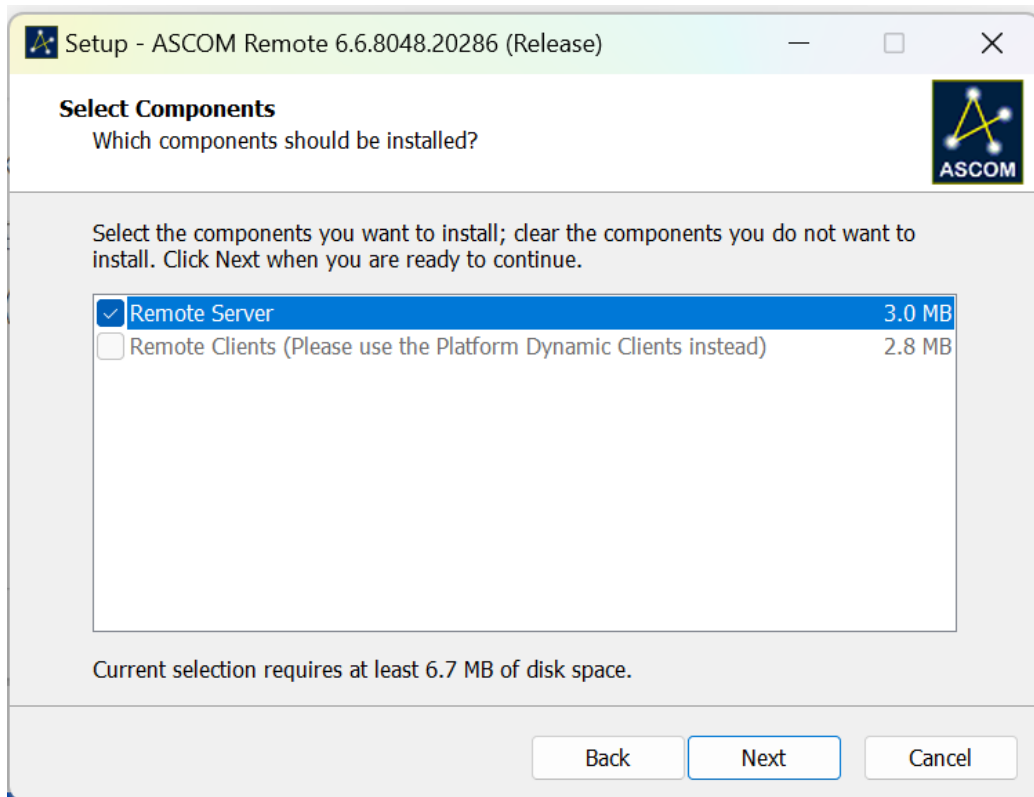 Setup - ASCOM Remote 6.6.8048.20286 (Release)
Select Components
Which components should be installed?
ASCOM
Select the components you want to install; clear the components you do not want to
install. Click Next when you are ready to continue.
Remote Server 3.0 MB
Remote Clients (Please use the Platform Dynamic Clients instead) 2.8 MB
Current selection requires at least 6.7 MB of disk space.
Back Next Cancel